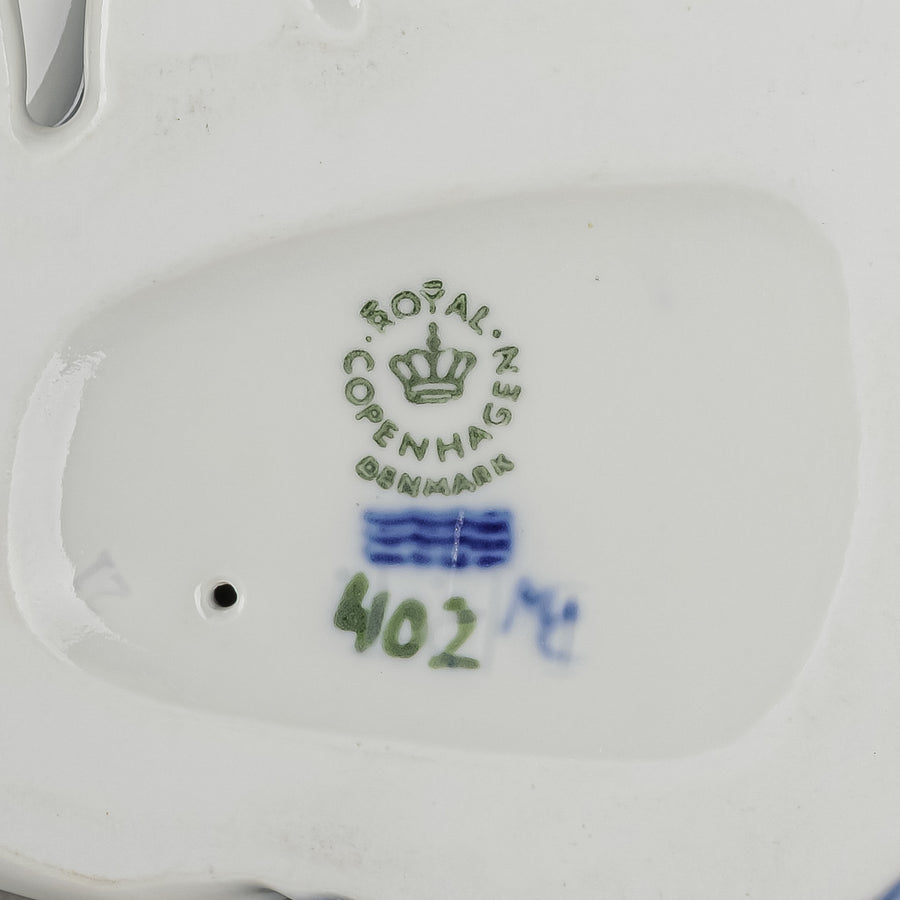 ROYAL
COPENHAGEN
DENMARK
402